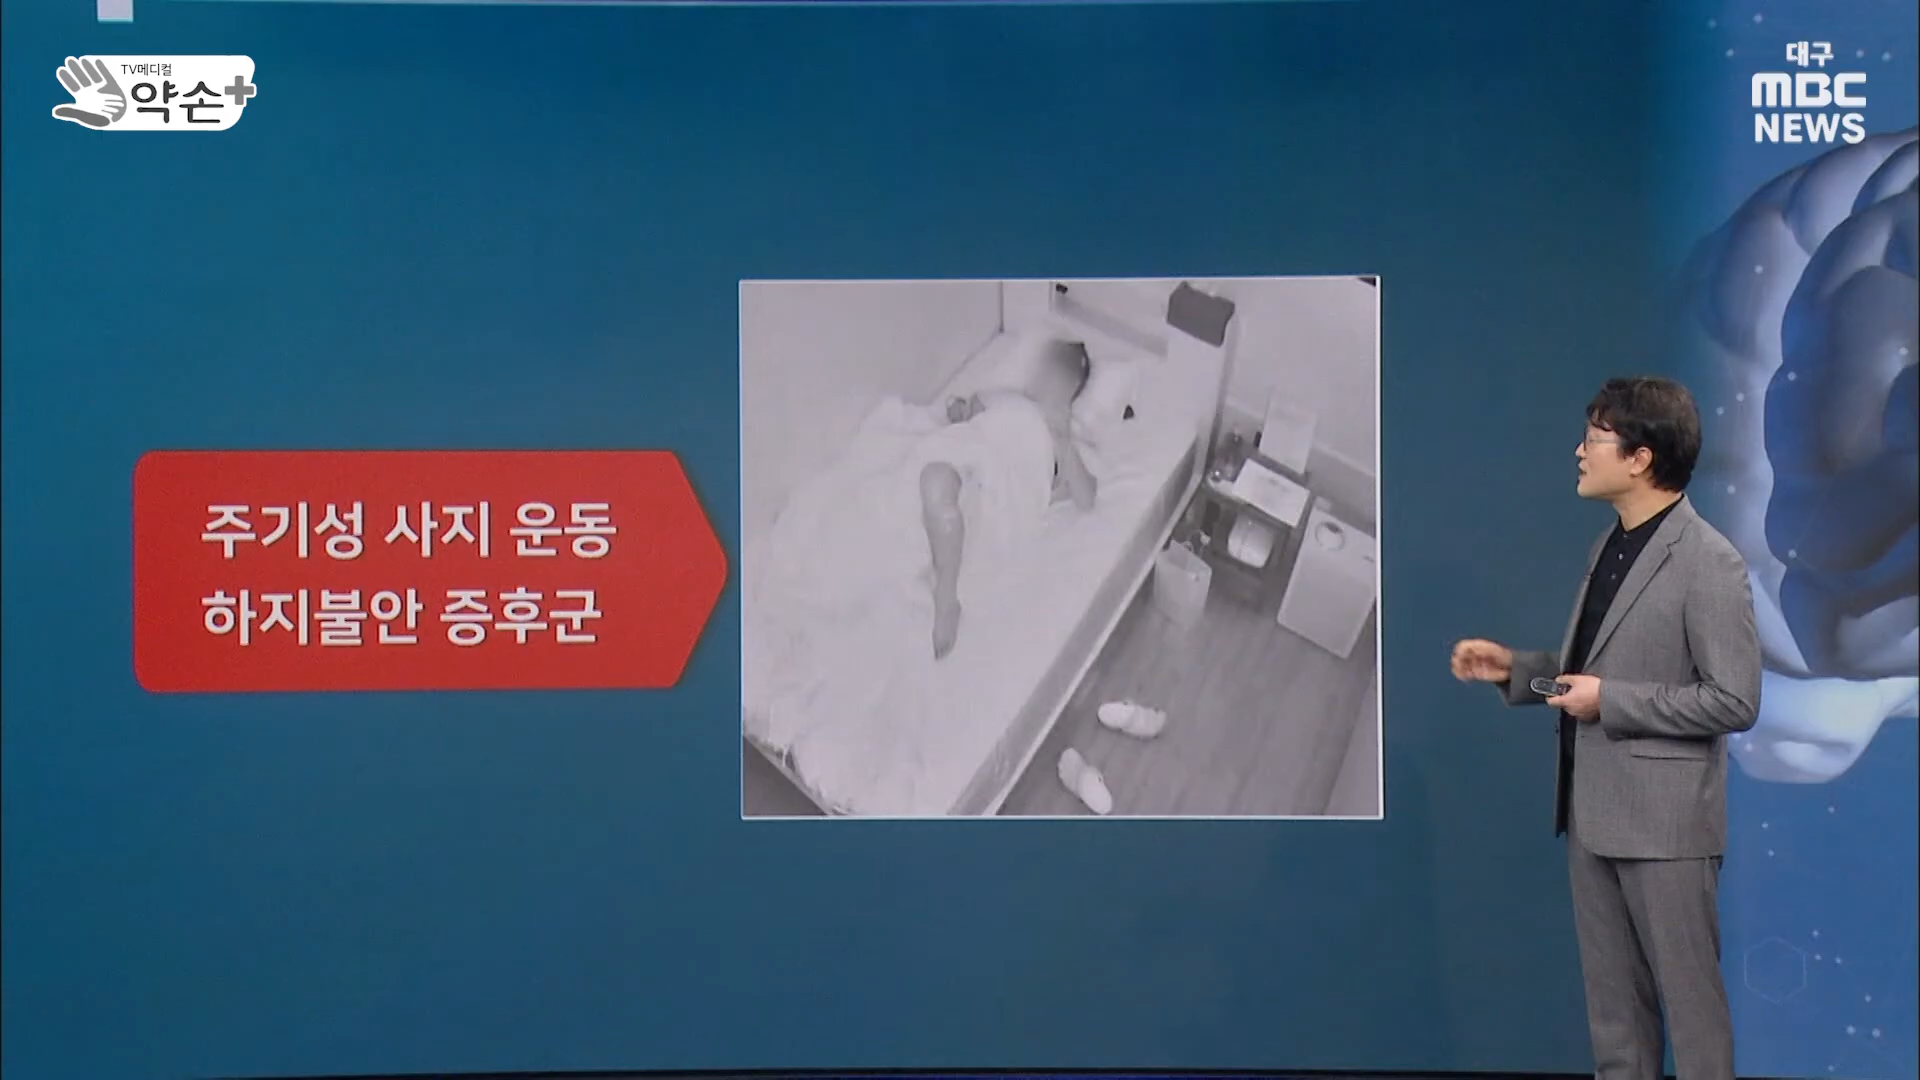 TV메디컬
약손+
대구
MBC
NEWS
주기성 사지 운동
하지불안 증후군